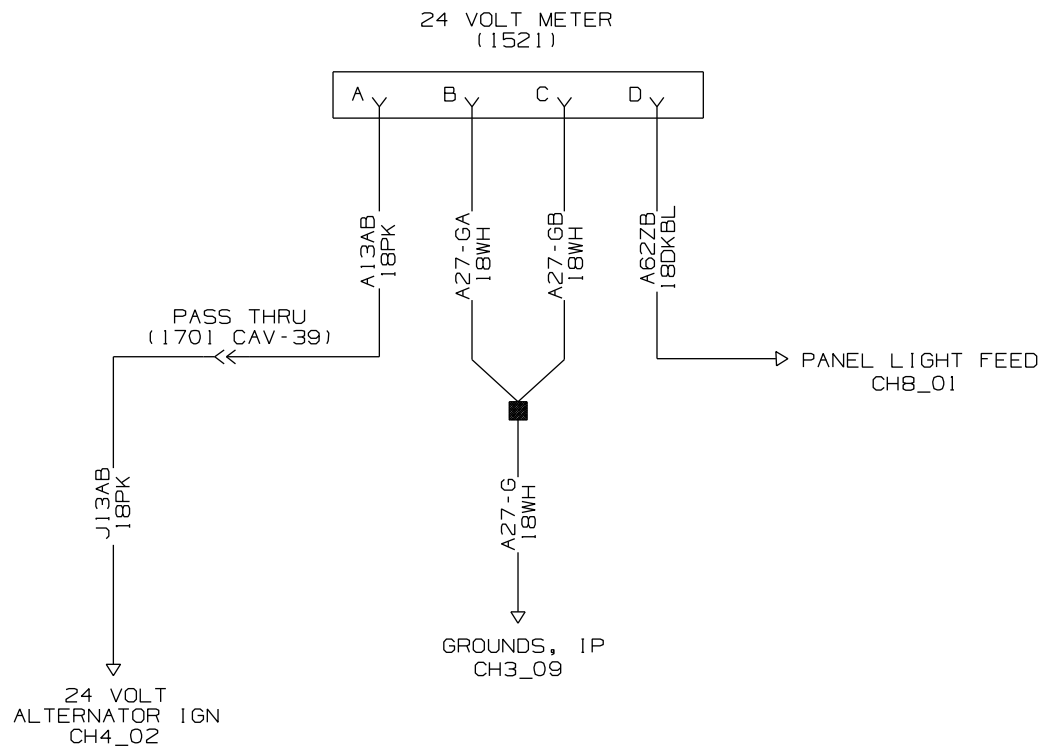 24 VOLT METER
(1521)
A
B
C
D
A13AB
18PK
A27-GA
18WH
A27-GB
18WH
A62ZB
18DKBL
PASS THRU
(1701 CAV-39)
PANEL LIGHT FEED
CH8_01
J13AB
18PK
A27-G
18WH
GROUNDS, IP
CH3_09
24 VOLT
ALTERNATOR IGN
CH4_02